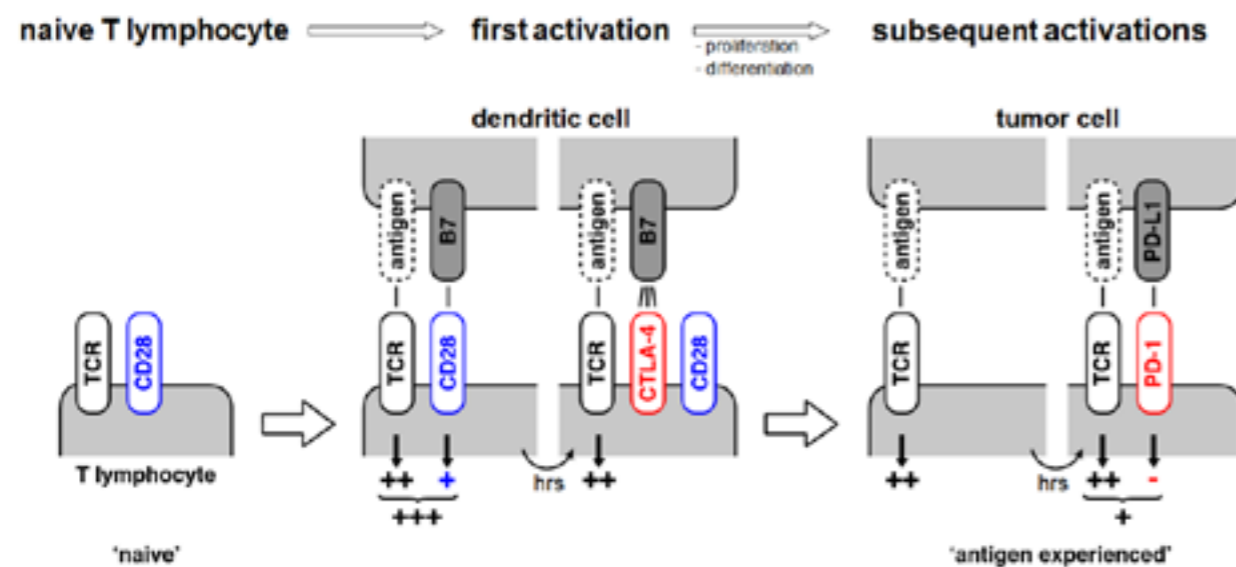 naive T lymphocyte
first activation
- proliferation
- differentiation
subsequent activations
dendritic cell
tumor cell
antigen
B7
antigen
B7
antigen
antigen
PD-L1
TCR
CD28
TCR
CD28
TCR
CTLA-4
CD28
TCR
TCR
PD-1
T lymphocyte
++
+
hrs
++
++
hrs
++
-
+++
+
'naive'
'antigen experienced'